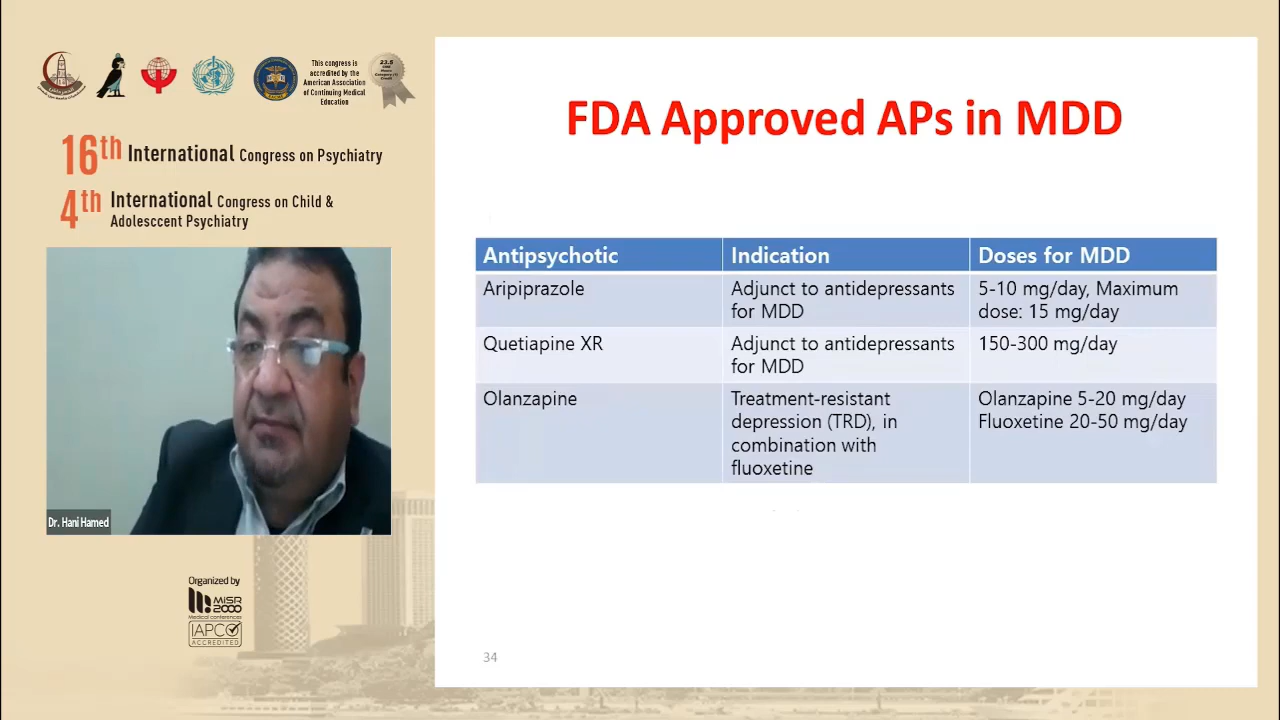 This congress is
accredited by the
American Association
of Continuing Medical
Education
23.5
16th International Congress on Psychiatry
4th International Congress on Child &
Adolesccent Psychiatry
Dr. Hani Hamed
Organized by
MISR
2000
Medical conferences
IAPCO
ACCREDITED
FDA Approved APs in MDD
Antipsychotic Indication Doses for MDD
Aripiprazole Adjunct to antidepressants 5-10 mg/day, Maximum
for MDD dose: 15 mg/day
Quetiapine XR Adjunct to antidepressants 150-300 mg/day
for MDD
Olanzapine Treatment-resistant Olanzapine 5-20 mg/day
depression (TRD), in Fluoxetine 20-50 mg/day
combination with
fluoxetine
34